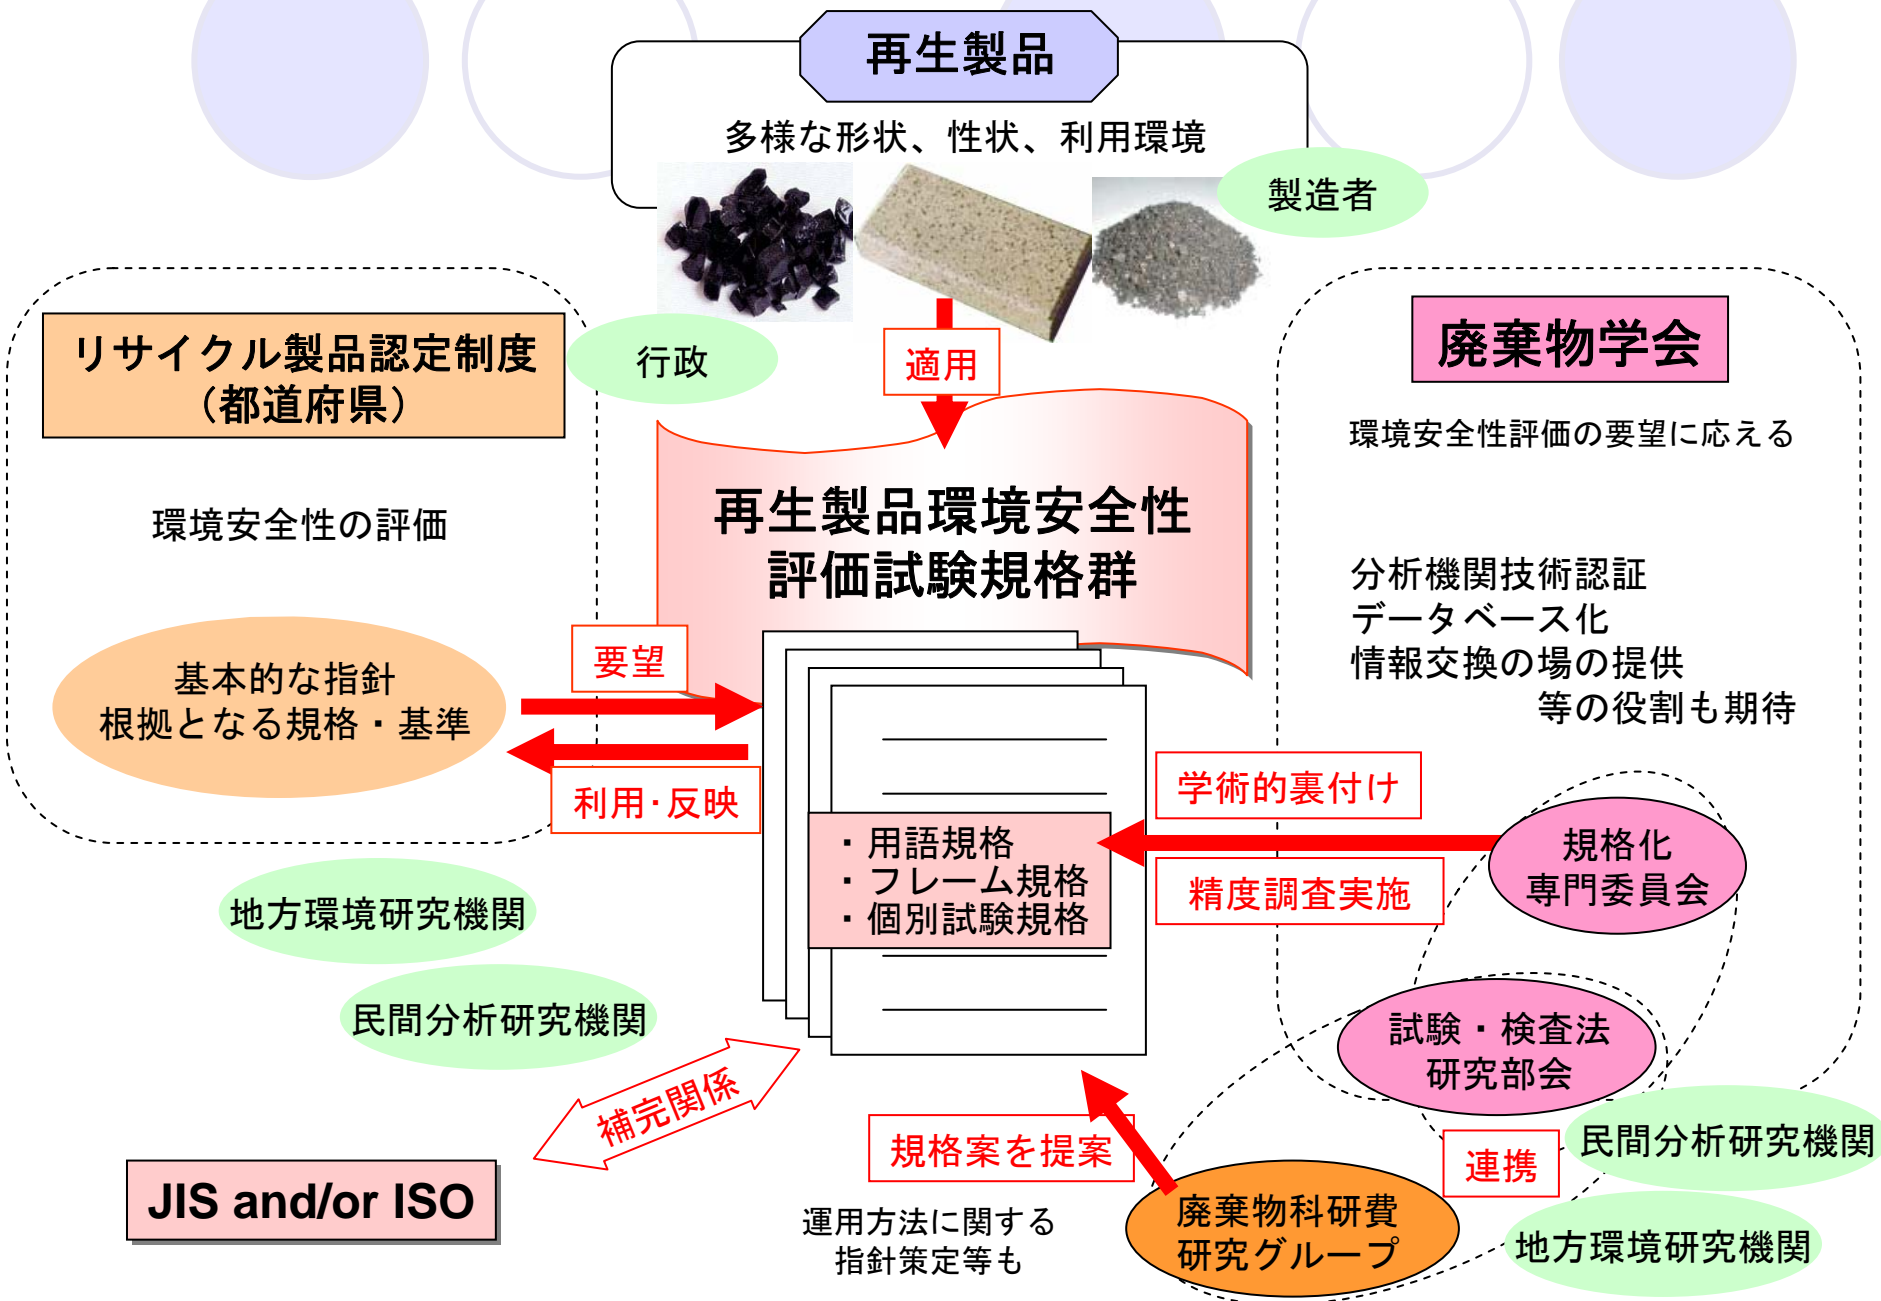 再生製品
多様な形状、性状、利用環境
製造者
リサイクル製品認定制度
（都道府県）
行政
適用
廃棄物学会
環境安全性評価の要望に応える
環境安全性の評価
再生製品環境安全性
評価試験規格群
分析機関技術認証
データベース化
情報交換の場の提供
等の役割も期待
基本的な指針
根拠となる規格・基準
要望
利用･反映
学術的裏付け
精度調査実施
・用語規格
・フレーム規格
・個別試験規格
規格化
専門委員会
地方環境研究機関
民間分析研究機関
試験・検査法
研究部会
補完関係
規格案を提案
連携
民間分析研究機関
JIS and/or ISO
運用方法に関する
指針策定等も
廃棄物科研費
研究グループ
地方環境研究機関